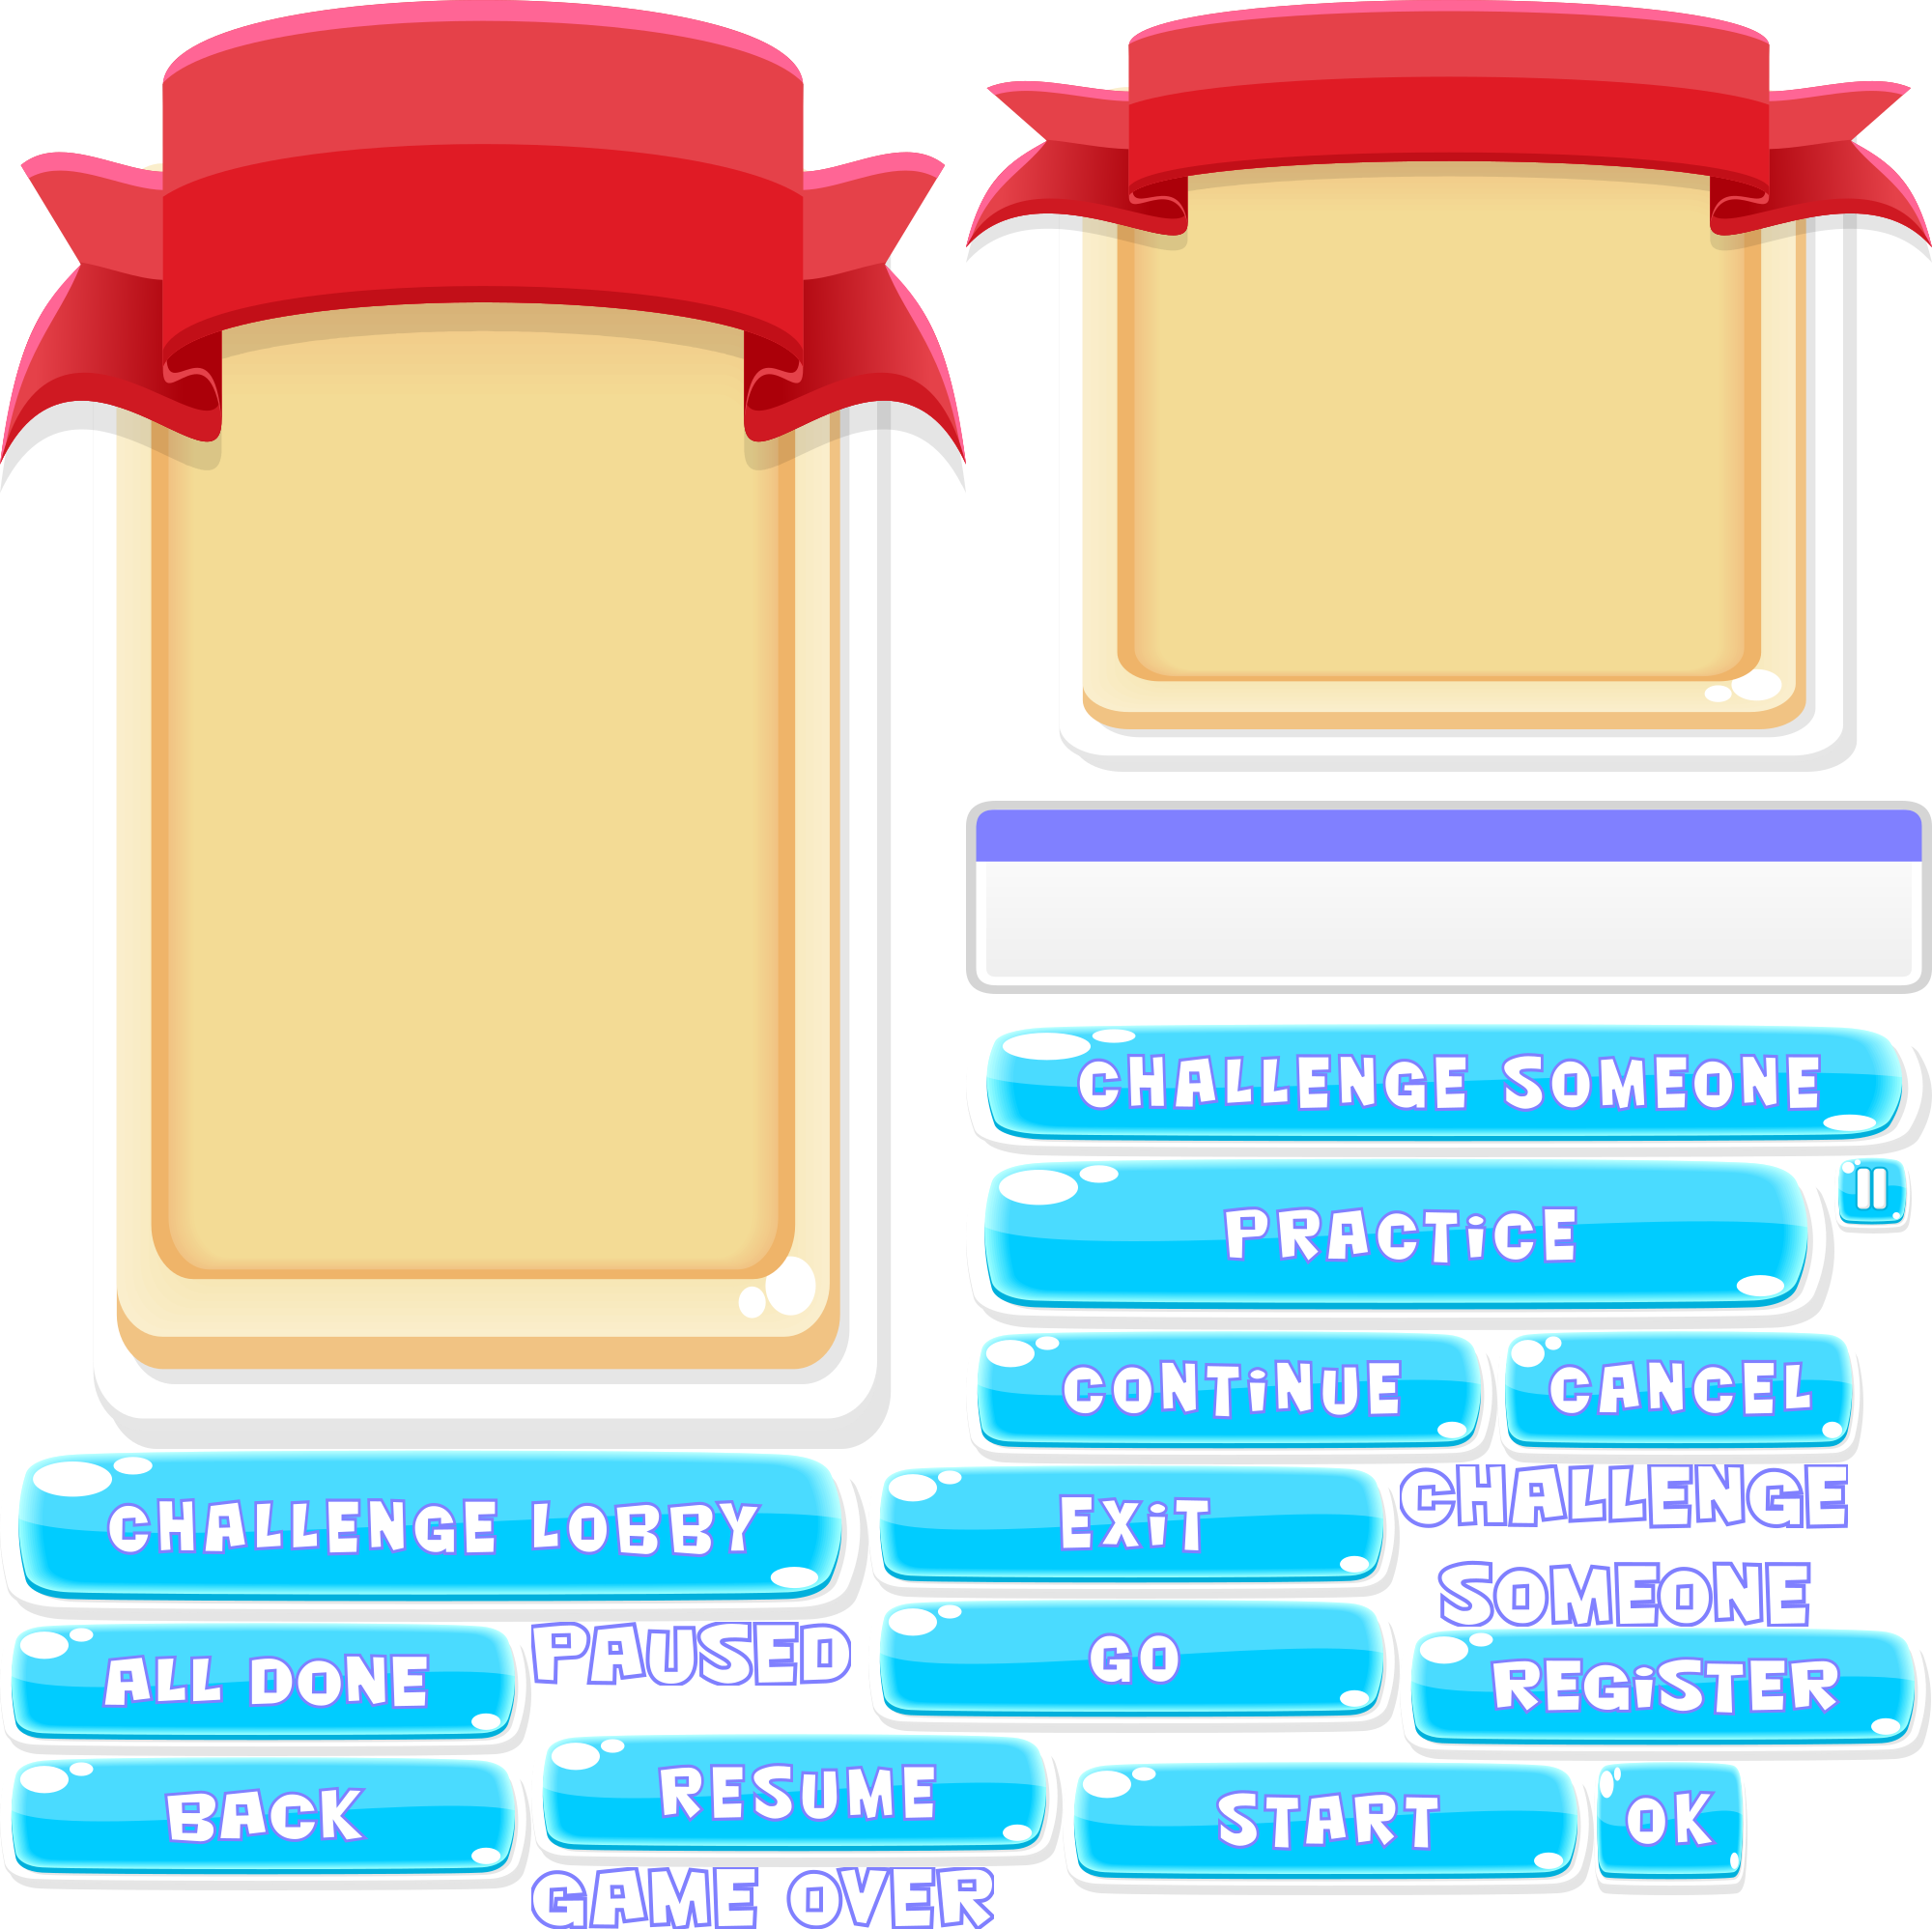 CHALLENGE SOMEONE
PRACTiCE
CONTiNUE
CANCEL
CHALLENGE LOBBY
EXiT
CHALLENGE
SOMEONE
ALL DONE
PAUSED
GO
REGiSTER
BACK
RESUME
START
OK
GAME OVER